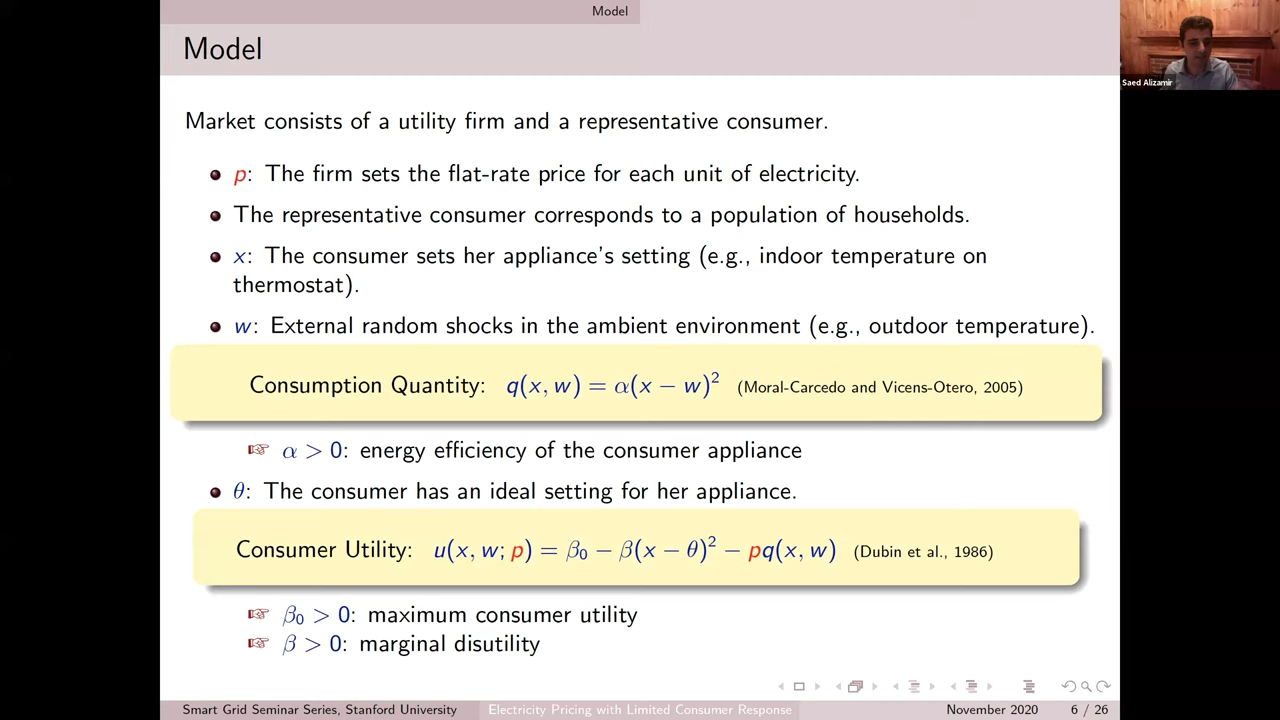 Model
Model
Saed Alizamir
Market consists of a utility firm and a representative consumer.
p: The firm sets the flat-rate price for each unit of electricity.
The representative consumer corresponds to a population of households.
x: The consumer sets her appliance's setting (e.g., indoor temperature on
thermostat).
w: External random shocks in the ambient environment (e.g., outdoor temperature).
Consumption Quantity: q(x, w) = α(x − w)² (Moral-Carcedo and Vicens-Otero, 2005)
☞ α > 0: energy efficiency of the consumer appliance
θ: The consumer has an ideal setting for her appliance.
Consumer Utility: u(x, w; p) = β₀ − β(x − θ)² − pq(x, w) (Dubin et al., 1986)
☞ β₀ > 0: maximum consumer utility
☞ β > 0: marginal disutility
Smart Grid Seminar Series, Stanford University Electricity Pricing with Limited Consumer Response November 2020 6 / 26